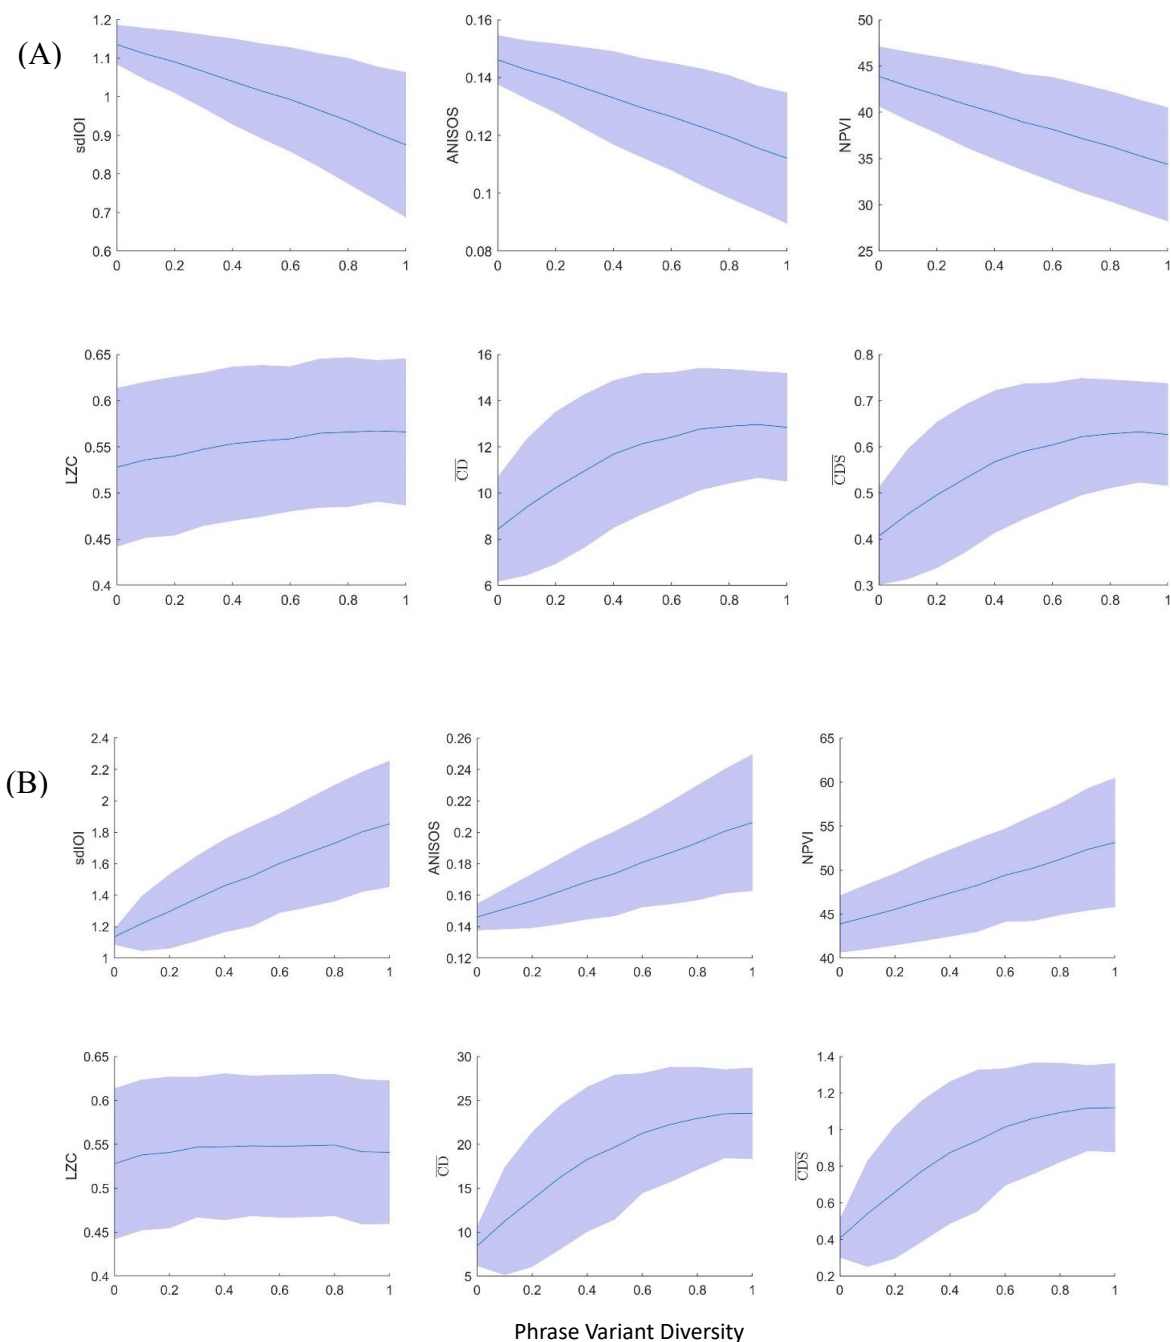 (A)
sdIOI
1.2
1.1
1
0.9
0.8
0.7
0.6
0 0.2 0.4 0.6 0.8 1
ANISOS
0.16
0.14
0.12
0.1
0.08
0 0.2 0.4 0.6 0.8 1
NPVI
50
45
40
35
30
25
0 0.2 0.4 0.6 0.8 1
LZC
0.65
0.6
0.55
0.5
0.45
0.4
0 0.2 0.4 0.6 0.8 1
C̅D̅
16
14
12
10
8
6
0 0.2 0.4 0.6 0.8 1
C̅D̅S̅
0.8
0.7
0.6
0.5
0.4
0.3
0 0.2 0.4 0.6 0.8 1
(B)
sdIOI
2.4
2.2
2
1.8
1.6
1.4
1.2
1
0 0.2 0.4 0.6 0.8 1
ANISOS
0.26
0.24
0.22
0.2
0.18
0.16
0.14
0.12
0 0.2 0.4 0.6 0.8 1
NPVI
65
60
55
50
45
40
0 0.2 0.4 0.6 0.8 1
LZC
0.65
0.6
0.55
0.5
0.45
0.4
0 0.2 0.4 0.6 0.8 1
C̅D̅
30
25
20
15
10
5
0 0.2 0.4 0.6 0.8 1
C̅D̅S̅
1.4
1.2
1
0.8
0.6
0.4
0.2
0 0.2 0.4 0.6 0.8 1
Phrase Variant Diversity